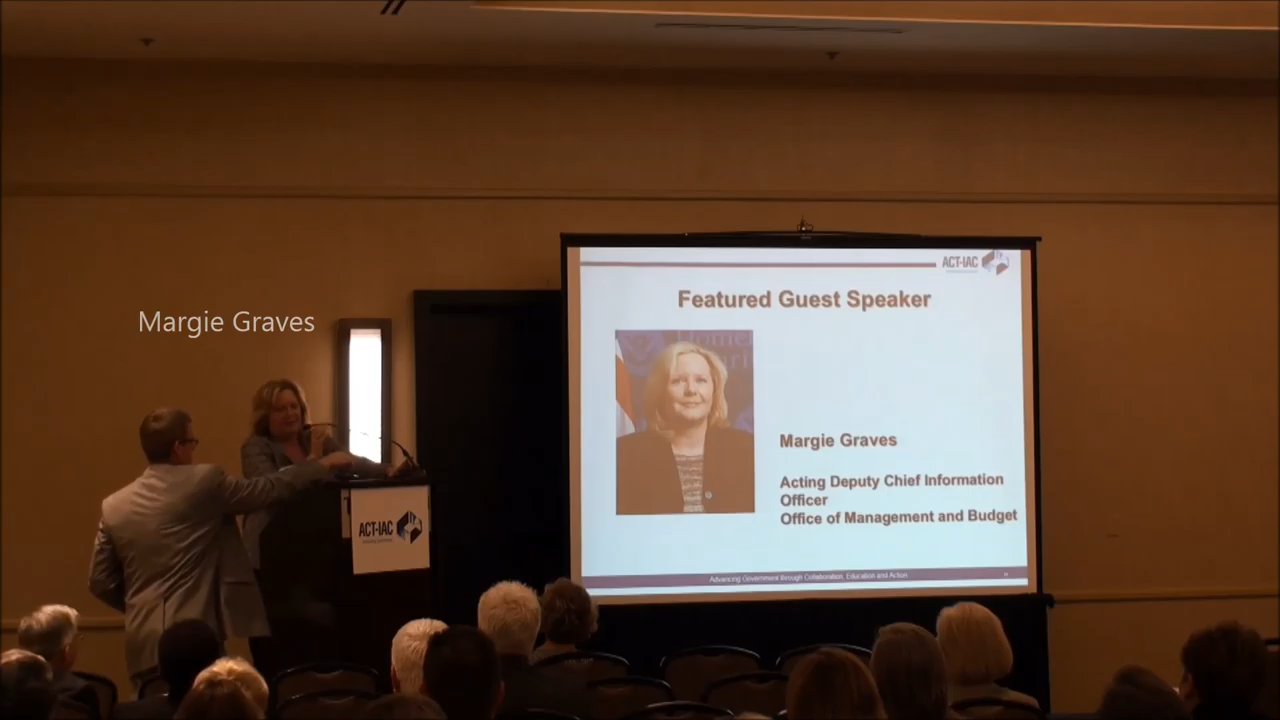 ACT-IAC
Featured Guest Speaker
Margie Graves
Margie Graves
Acting Deputy Chief Information
Officer
Office of Management and Budget
ACT-IAC
Advancing Government through Collaboration, Education and Action